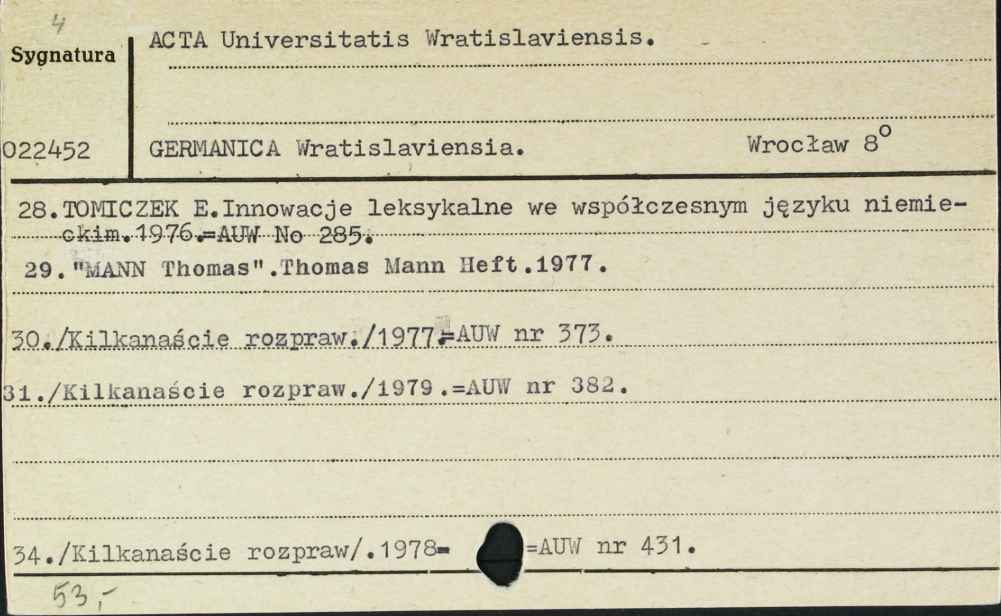 4
Sygnatura
ACTA Universitatis Wratislaviensis.
022452
GERMANICA Wratislaviensia. Wrocław 8°
28.TOMICZEK E.Innowacje leksykalne we współczesnym języku niemie-
ckim.1976.=AUW No 285.
29."MANN Thomas".Thomas Mann Heft.1977.
30./Kilkanaście rozpraw./1977.=AUW nr 373.
31./Kilkanaście rozpraw./1979.=AUW nr 382.
34./Kilkanaście rozpraw/.1978- =AUW nr 431.
53,-